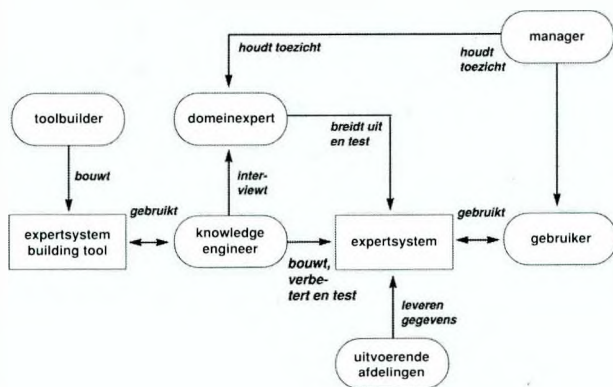 manager
houdt toezicht
houdt
toezicht
toolbuilder
domeinexpert
breidt uit
en test
bouwt
inter-
viewt
gebruikt
gebruikt
expertsystem
building tool
knowledge
engineer
expertsystem
gebruiker
bouwt,
verbe-
tert en test
leveren
gegevens
uitvoerende
afdelingen